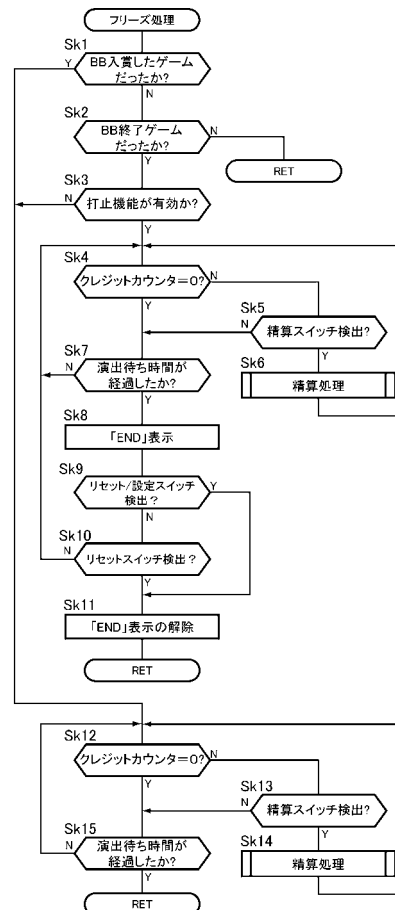 フリーズ処理
Sk1
Y
BB入賞したゲーム
だったか?
N
Sk2
BB終了ゲーム
だったか?
N
Y
RET
Sk3
N
打止機能が有効か?
Y
Sk4
クレジットカウンタ=0?
N
Y
Sk5
N
精算スイッチ検出?
Y
Sk7
演出待ち時間が
経過したか?
N
Y
Sk6
精算処理
Sk8
「END」表示
Sk9
リセット/設定スイッチ
検出?
Y
N
Sk10
N
リセットスイッチ検出?
Y
Sk11
「END」表示の解除
RET
Sk12
クレジットカウンタ=0?
N
Y
Sk13
N
精算スイッチ検出?
Y
Sk15
演出待ち時間が
経過したか?
N
Y
Sk14
精算処理
RET